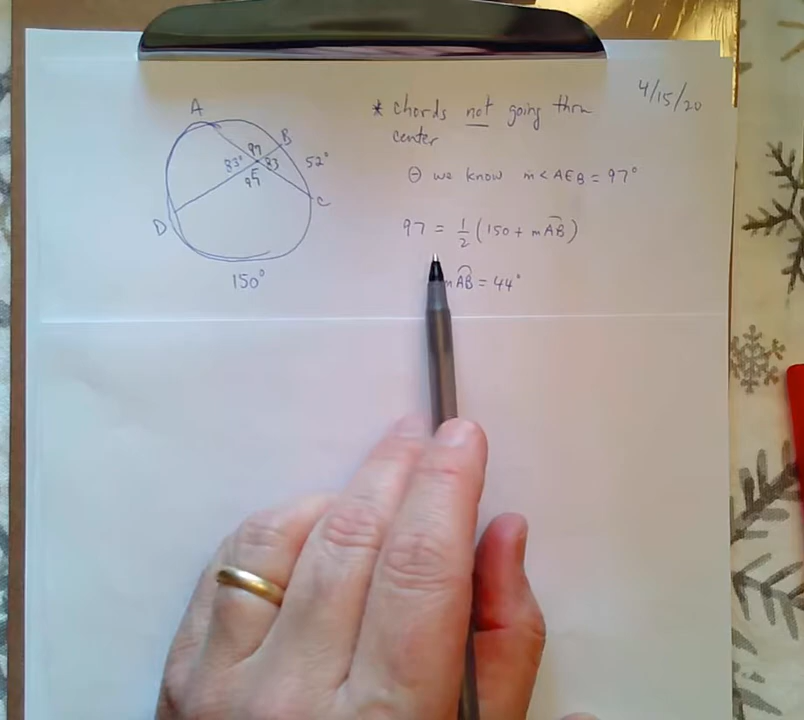 4/15/20
* chords not going thru
center
⊖ we know m<AEB = 97°
97 = 1/2 (150 + mAB)
mAB = 44°
A
B
97
83° 83 52°
E
97
C
D
150°